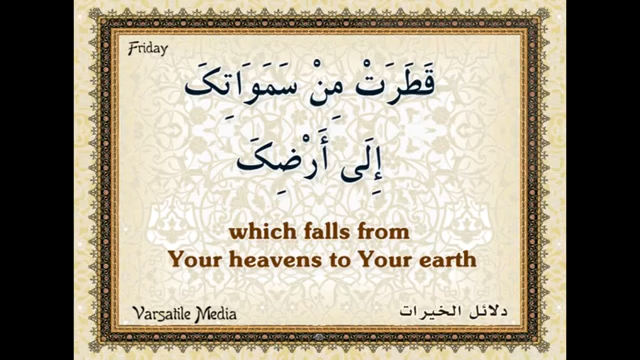 Friday
قَطَرَتْ مِنْ سَمَوَاتِكَ
إِلَى أَرْضِكَ
which falls from
Your heavens to Your earth
Varsatile Media
دلائل الخيرات